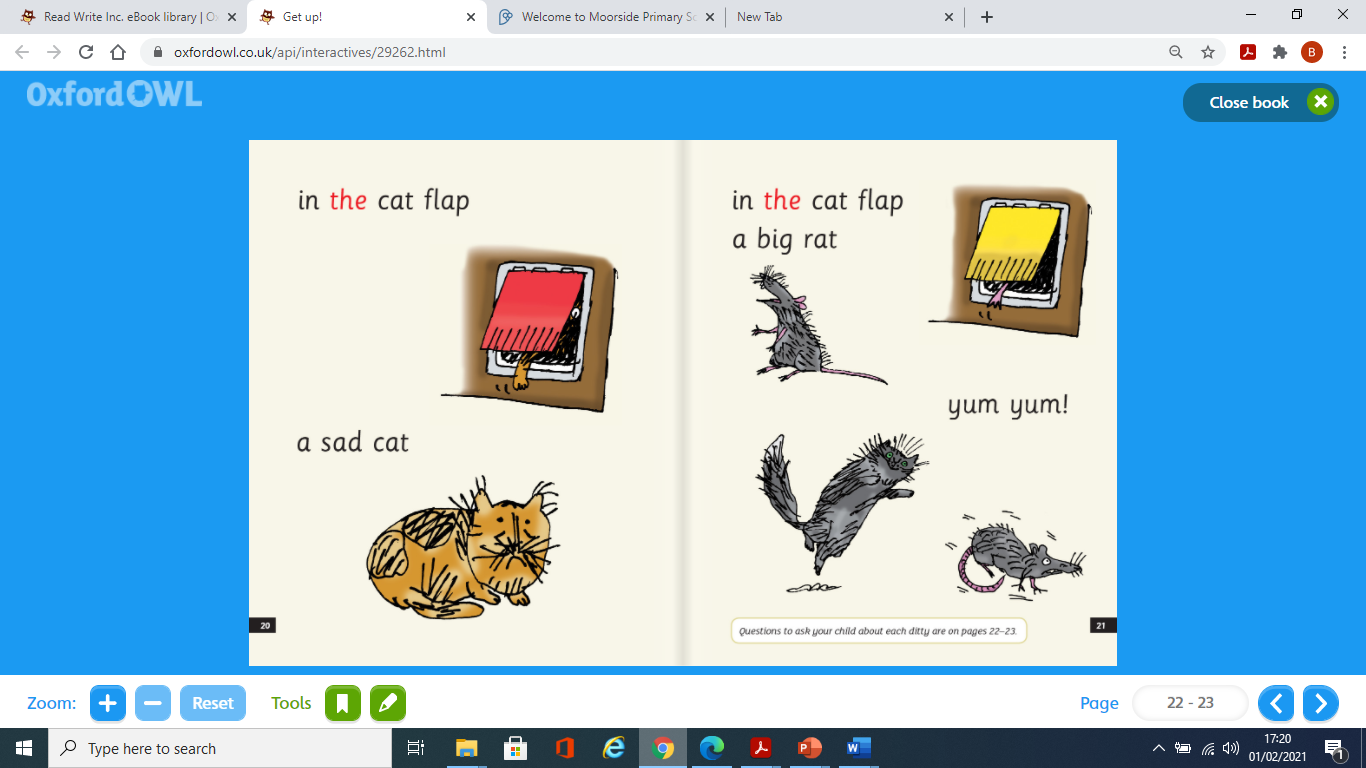 Read Write Inc. eBook library | O
Get up!
Welcome to Moorside Primary Sc
New Tab
oxfordowl.co.uk/api/interactives/29262.html
B
Oxford OWL
Close book
in the cat flap
a sad cat
20
in the cat flap
a big rat
yum yum!
Questions to ask your child about each ditty are on pages 22–23.
21
Zoom:
Reset
Tools
Page
22 - 23
Type here to search
17:20
01/02/2021
1